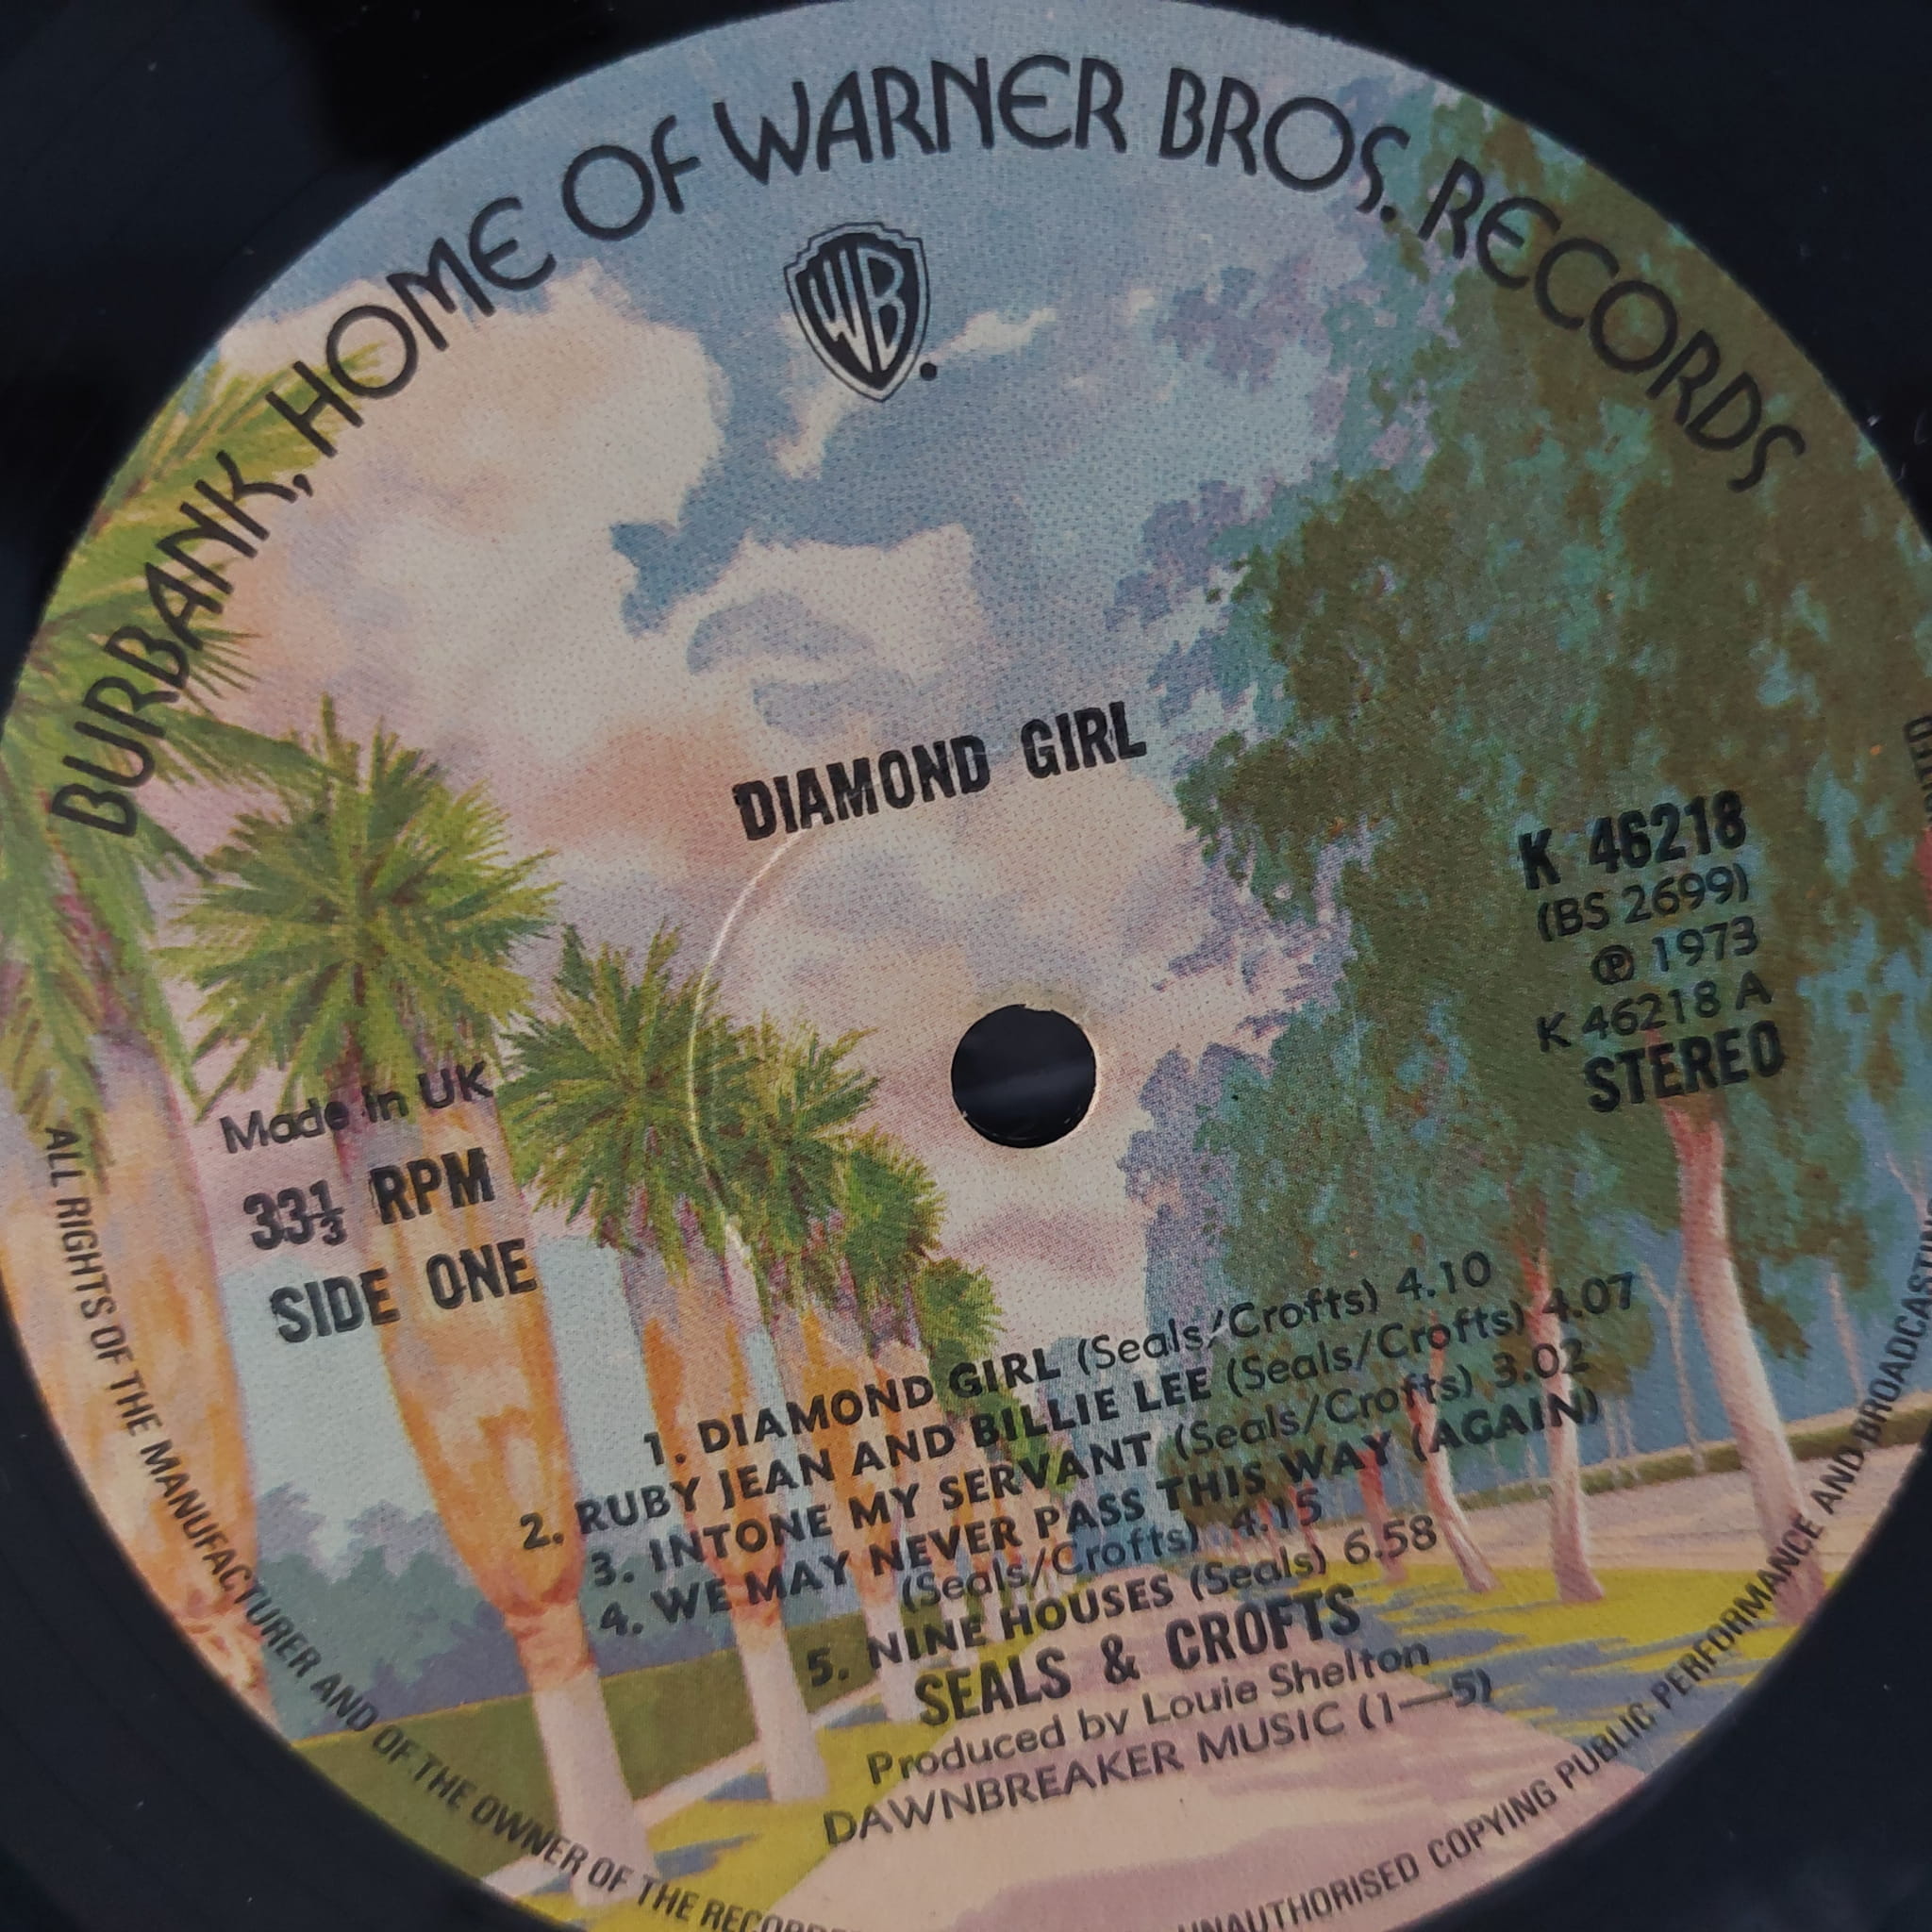 BURBANK, HOME OF WARNER BROS. RECORDS
WB
DIAMOND GIRL
K 46218
(BS 2699)
℗ 1973
K 46218 A
STEREO
Made in UK
33⅓ RPM
SIDE ONE
1. DIAMOND GIRL (Seals/Crofts) 4.10
2. RUBY JEAN AND BILLIE LEE (Seals/Crofts) 4.07
3. INTONE MY SERVANT (Seals/Crofts) 3.02
4. WE MAY NEVER PASS THIS WAY (AGAIN)
(Seals/Crofts) 4.15
5. NINE HOUSES (Seals) 6.58
SEALS & CROFTS
Produced by Louie Shelton
DAWNBREAKER MUSIC (1—5)
ALL RIGHTS OF THE MANUFACTURER AND OF THE OWNER OF THE
UNAUTHORISED COPYING PUBLIC PERFORMANCE AND